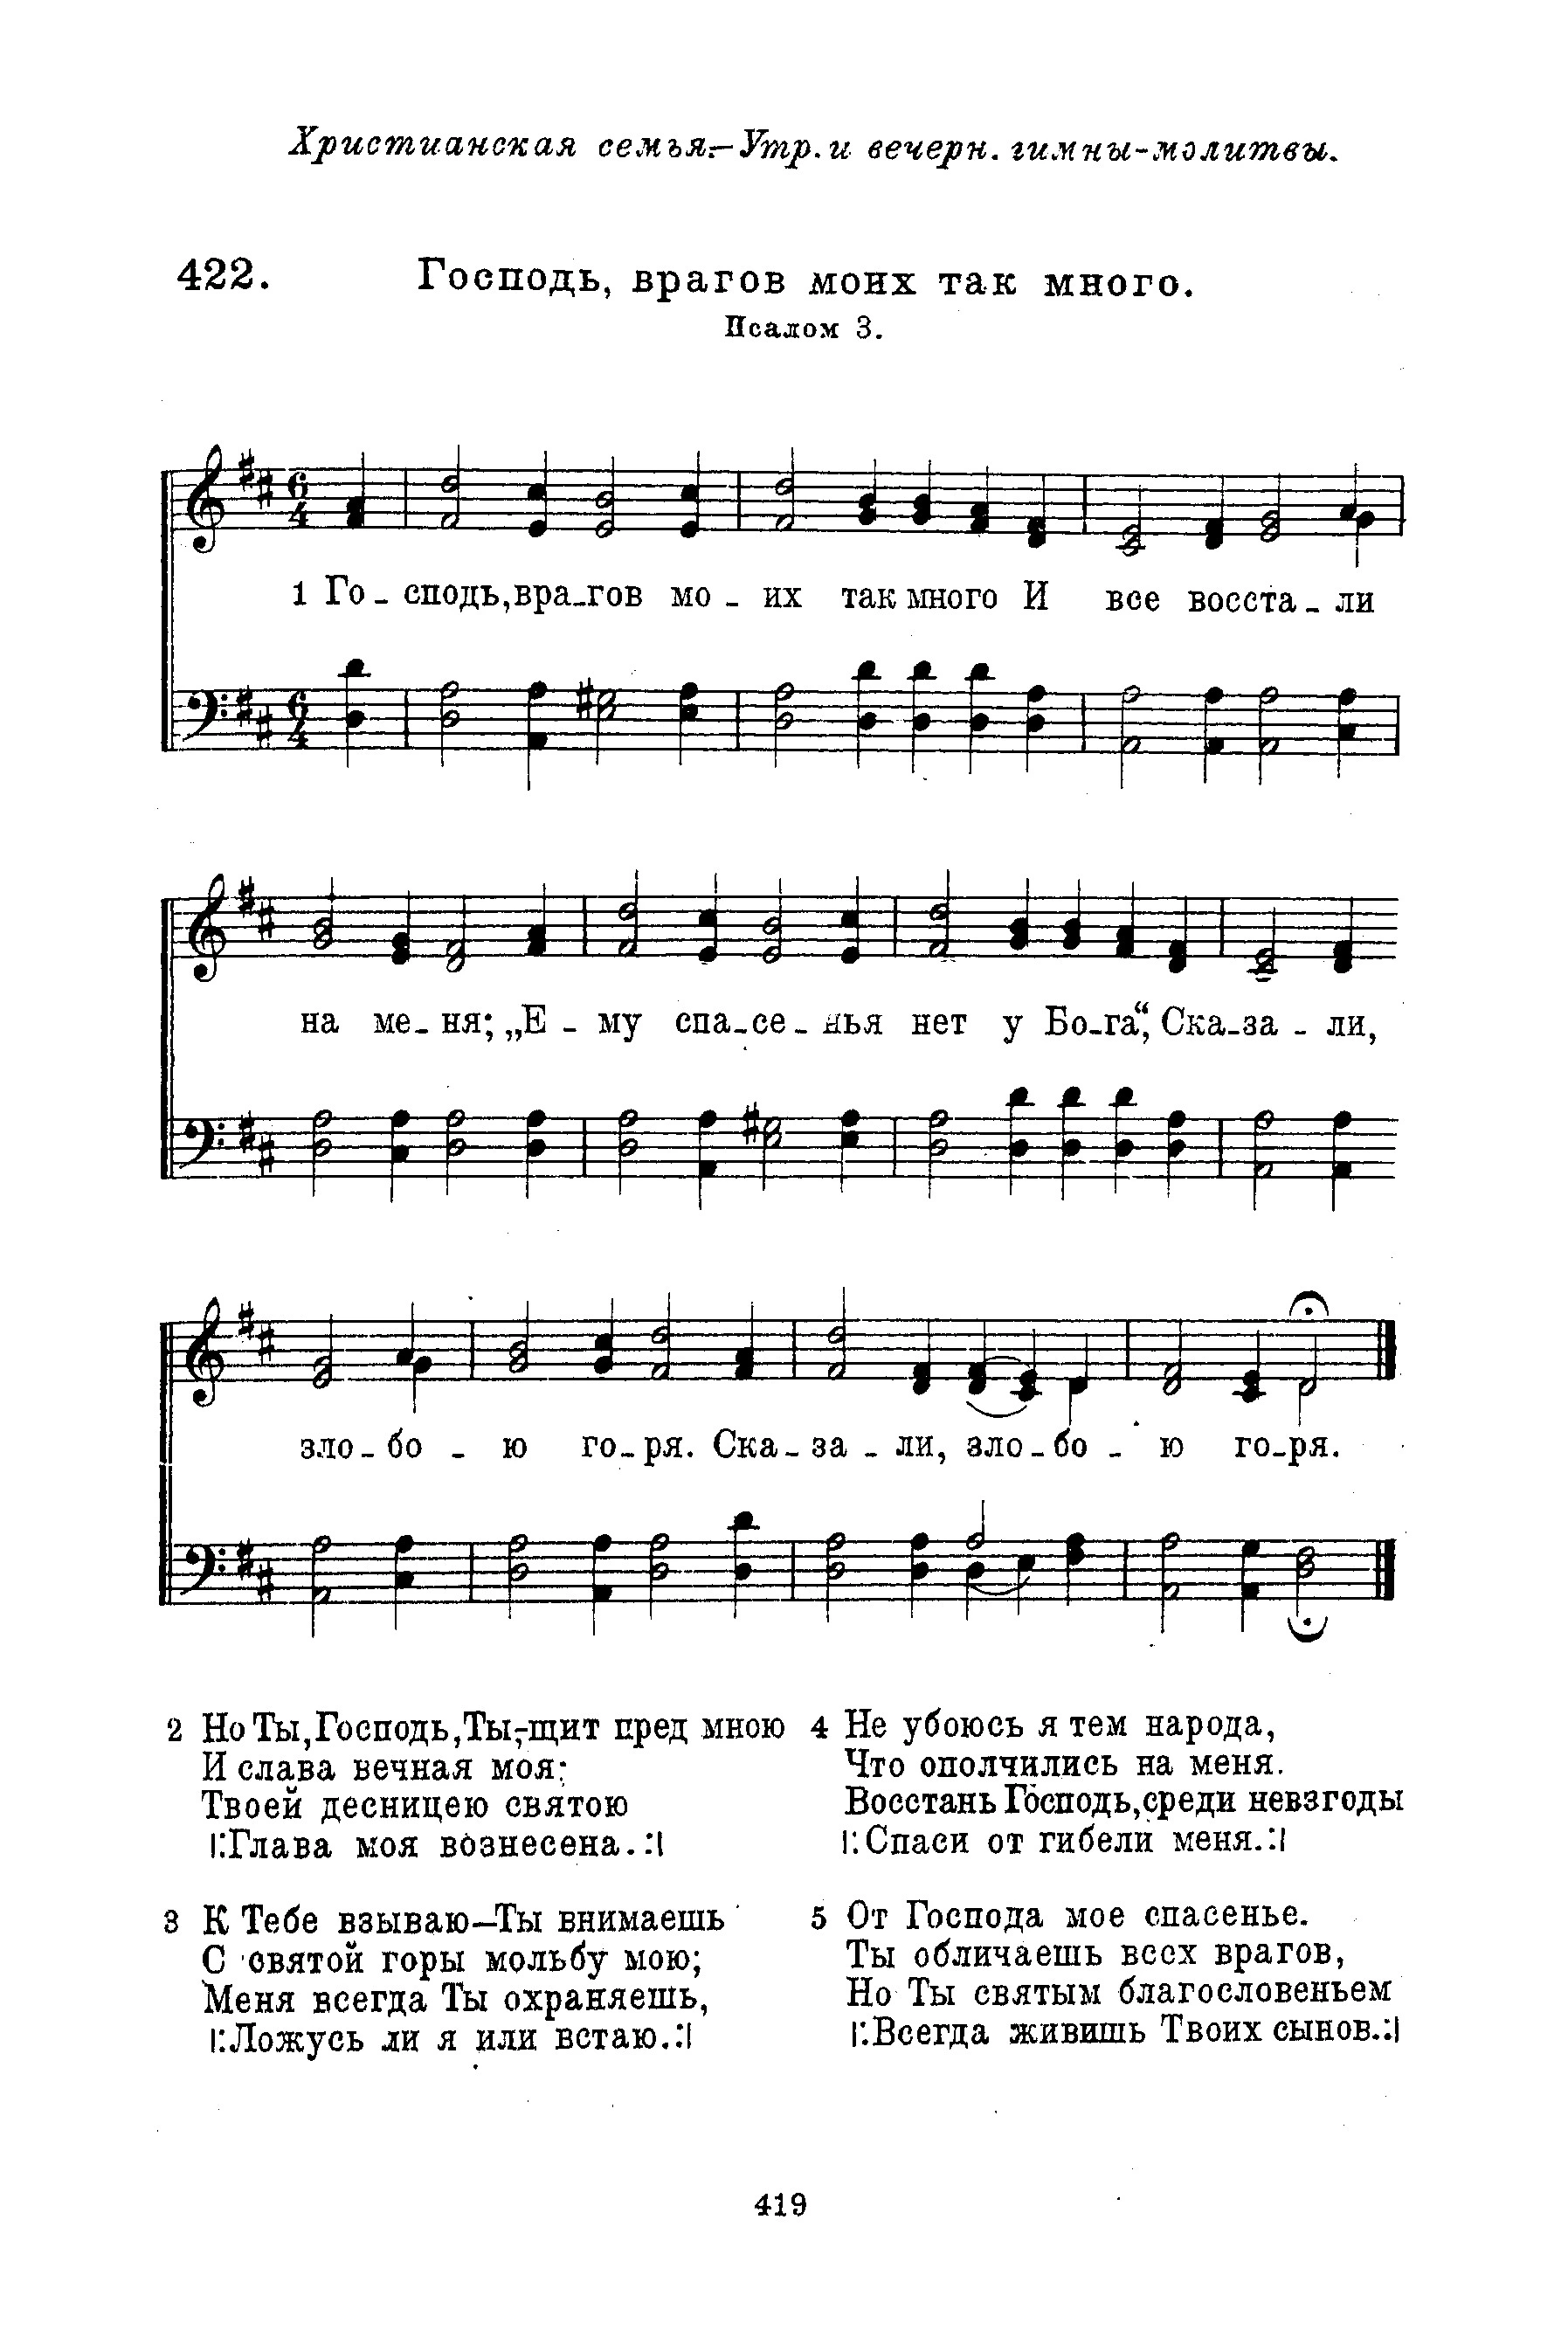 Христианская семья.—Утр. и вечерн. гимны-молитвы.
422. Господь, врагов моих так много.
Псалом 3.
1 Го - сподь, вра-гов мо - их так много И все восста - ли
на ме- ня; „Е - му спа-се - нья нет у Бо-га“, Ска-за - ли,
зло - бо - ю го-ря. Ска-за - ли, зло-бо - ю го-ря.
2 Но Ты, Господь, Ты,-щит пред мною
И слава вечная моя;
Твоей десницею святою
|:Глава моя вознесена.:|
3 К Тебе взываю—Ты внимаешь
С святой горы мольбу мою;
Меня всегда Ты охраняешь,
|:Ложусь ли я или встаю.:|
4 Не убоюсь я тем народа,
Что ополчились на меня.
Восстань Господь, среди невзгоды
|:Спаси от гибели меня.:|
5 От Господа мое спасенье.
Ты обличаешь всех врагов,
Но Ты святым благословеньем
|:Всегда живишь Твоих сынов.:|
419